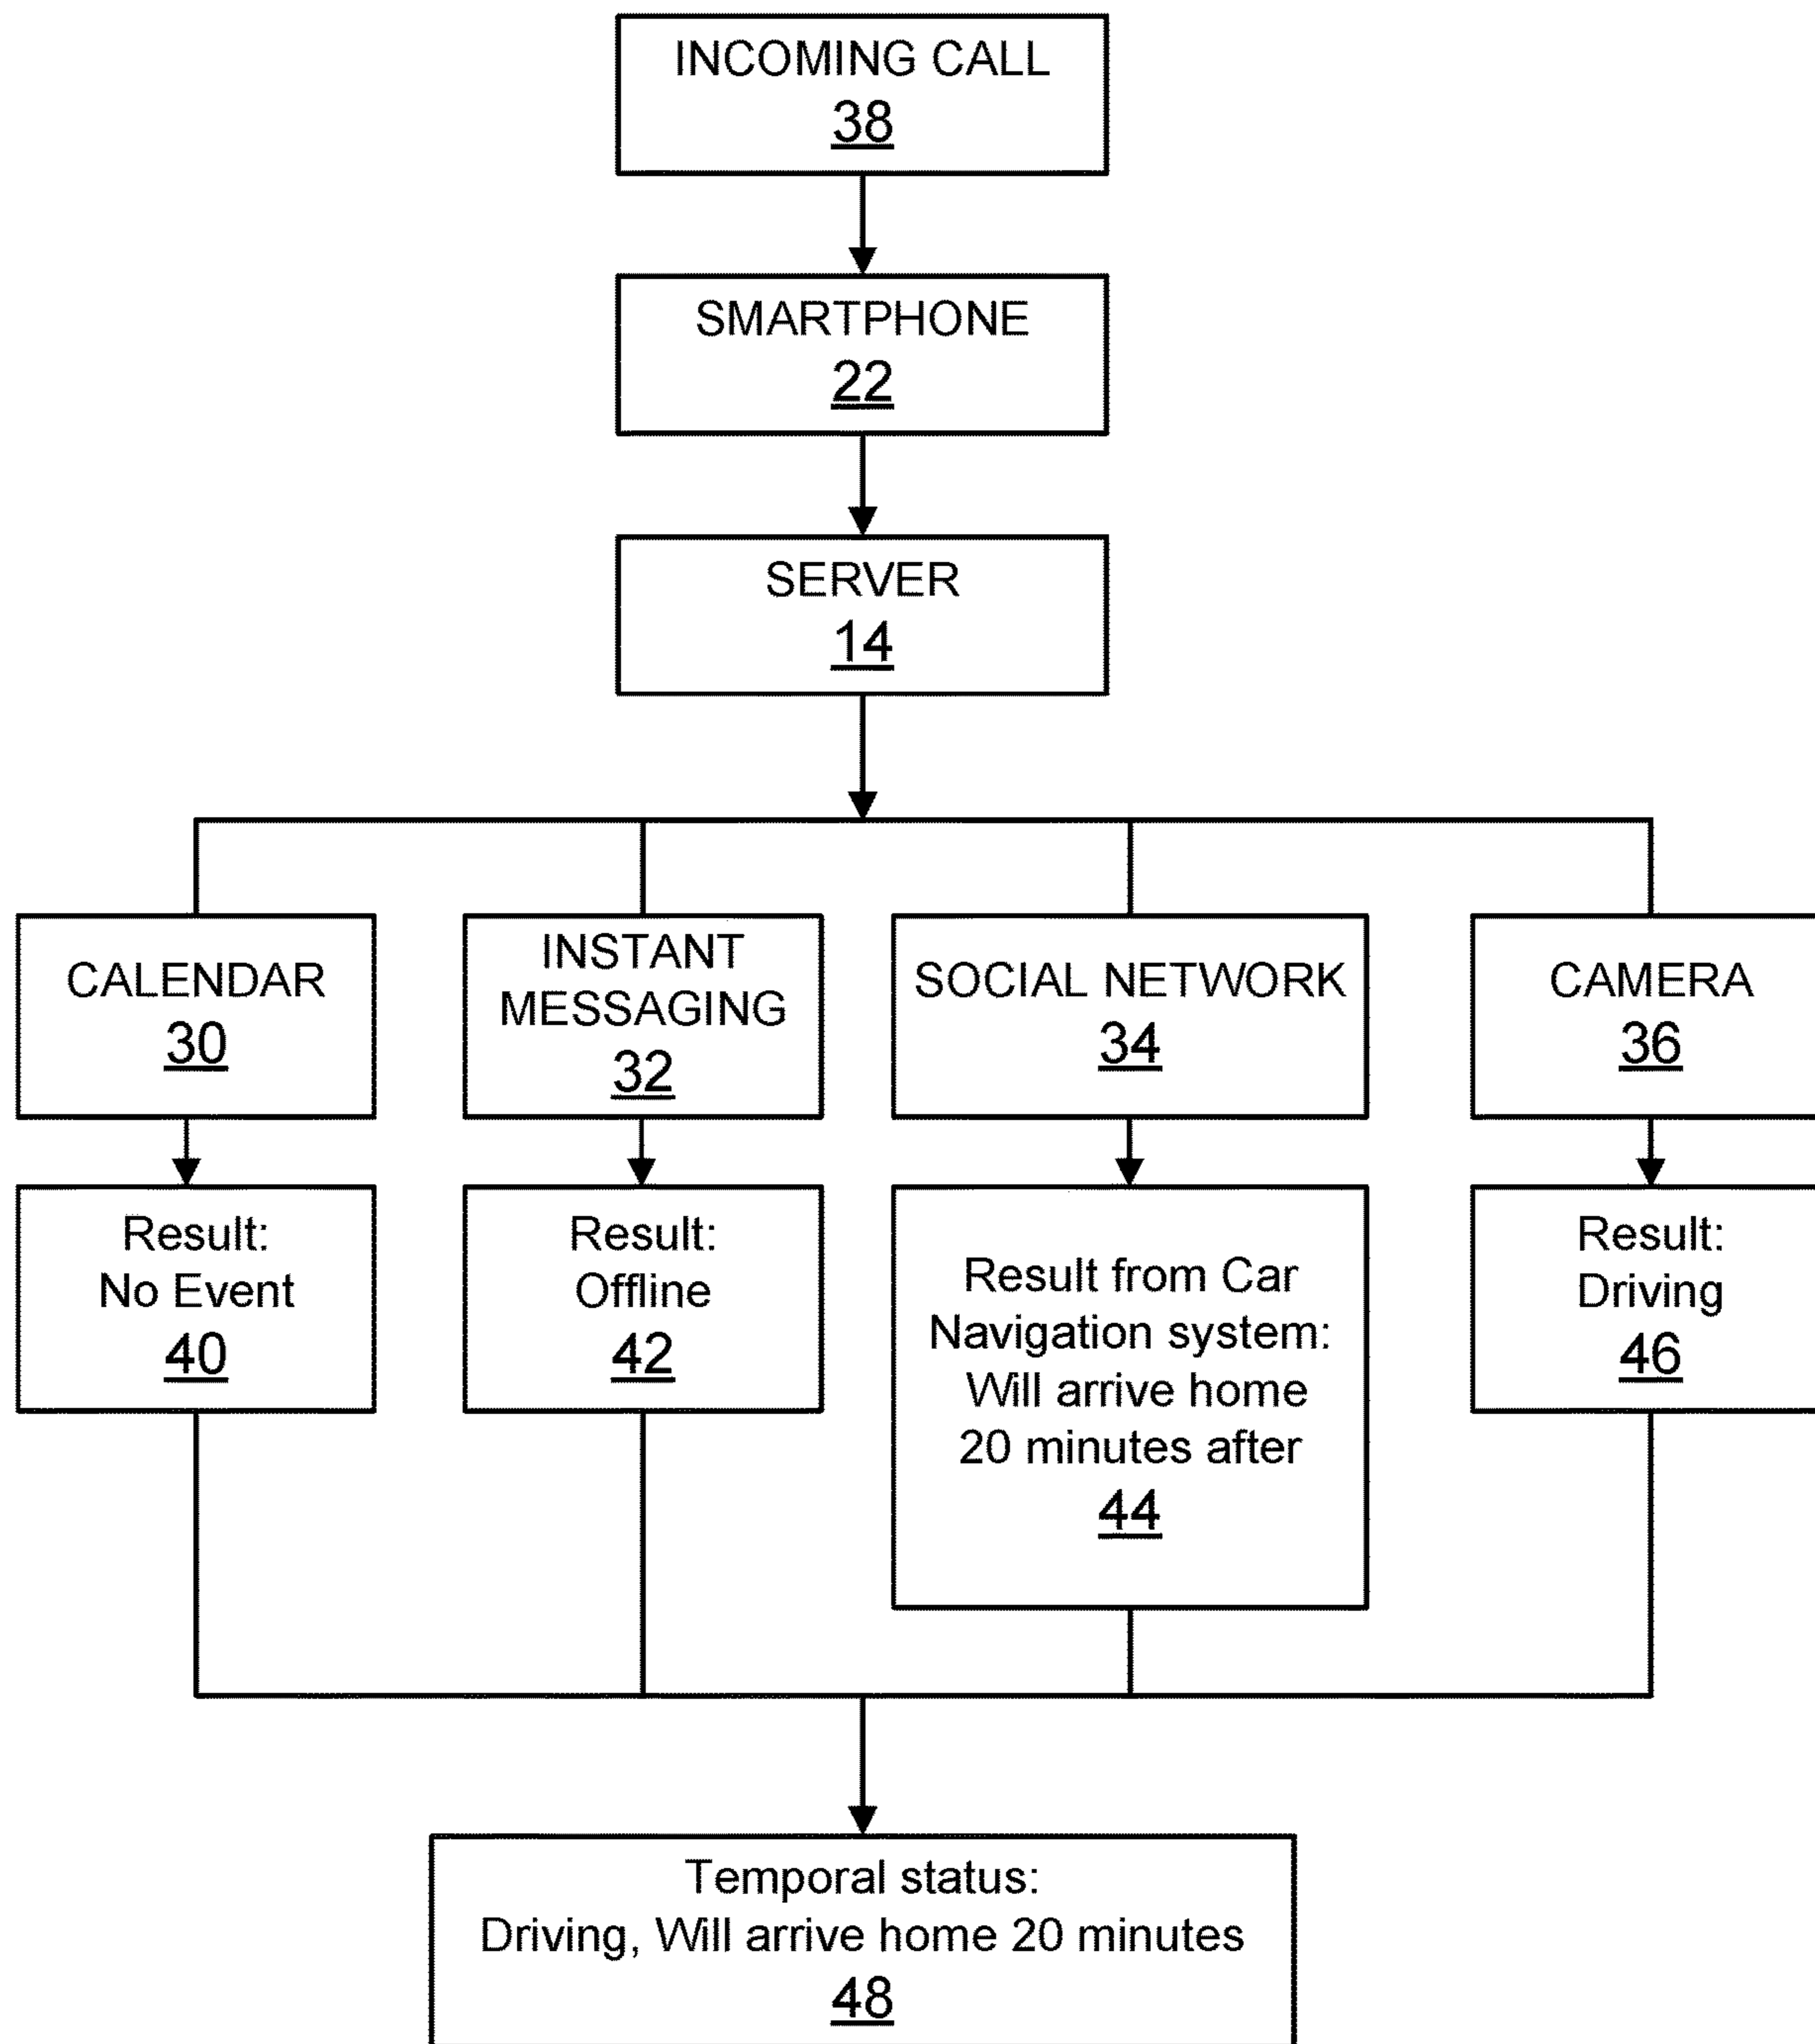 INCOMING CALL
38
SMARTPHONE
22
SERVER
14
CALENDAR
30
INSTANT
MESSAGING
32
SOCIAL NETWORK
34
CAMERA
36
Result:
No Event
40
Result:
Offline
42
Result from Car
Navigation system:
Will arrive home
20 minutes after
44
Result:
Driving
46
Temporal status:
Driving, Will arrive home 20 minutes
48